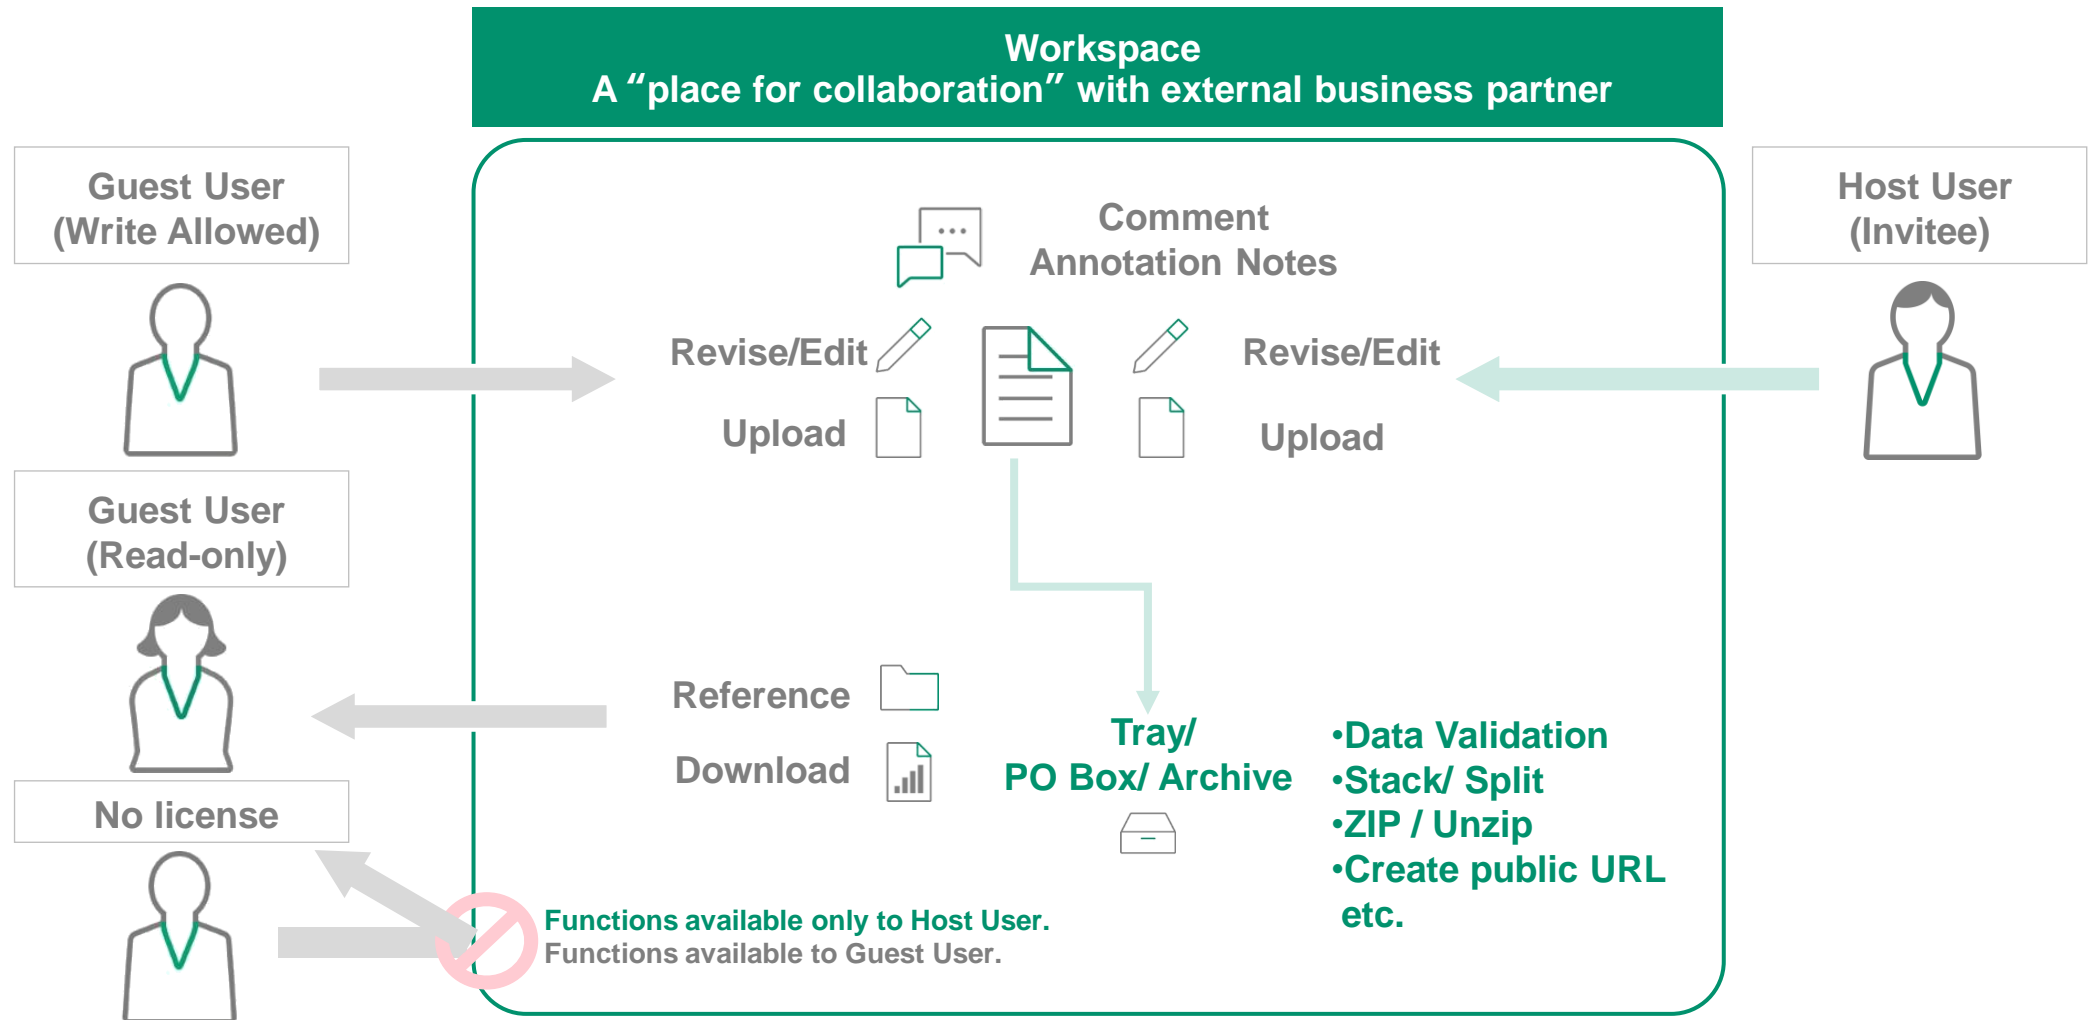 Workspace
A “place for collaboration” with external business partner
Guest User
(Write Allowed)
Host User
(Invitee)
Comment
Annotation Notes
Revise/Edit
Revise/Edit
Upload
Upload
Guest User
(Read-only)
Reference
Download
Tray/
PO Box/ Archive
•Data Validation
•Stack/ Split
•ZIP / Unzip
•Create public URL
etc.
No license
Functions available only to Host User.
Functions available to Guest User.